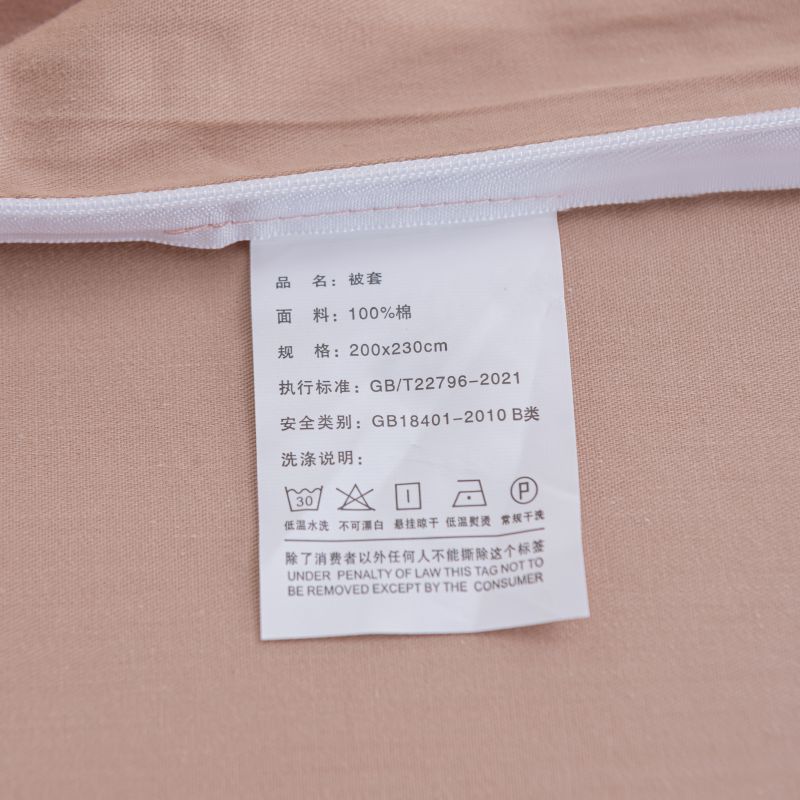 品 名：被套
面 料：100%棉
规 格：200x230cm
执行标准：GB/T22796-2021
安全类别：GB18401-2010 B类
洗涤说明：
30 P
低温水洗 不可漂白 悬挂晾干 低温熨烫 常规干洗
除了消费者以外任何人不能撕除这个标签
UNDER PENALTY OF LAW THIS TAG NOT TO
BE REMOVED EXCEPT BY THE CONSUMER